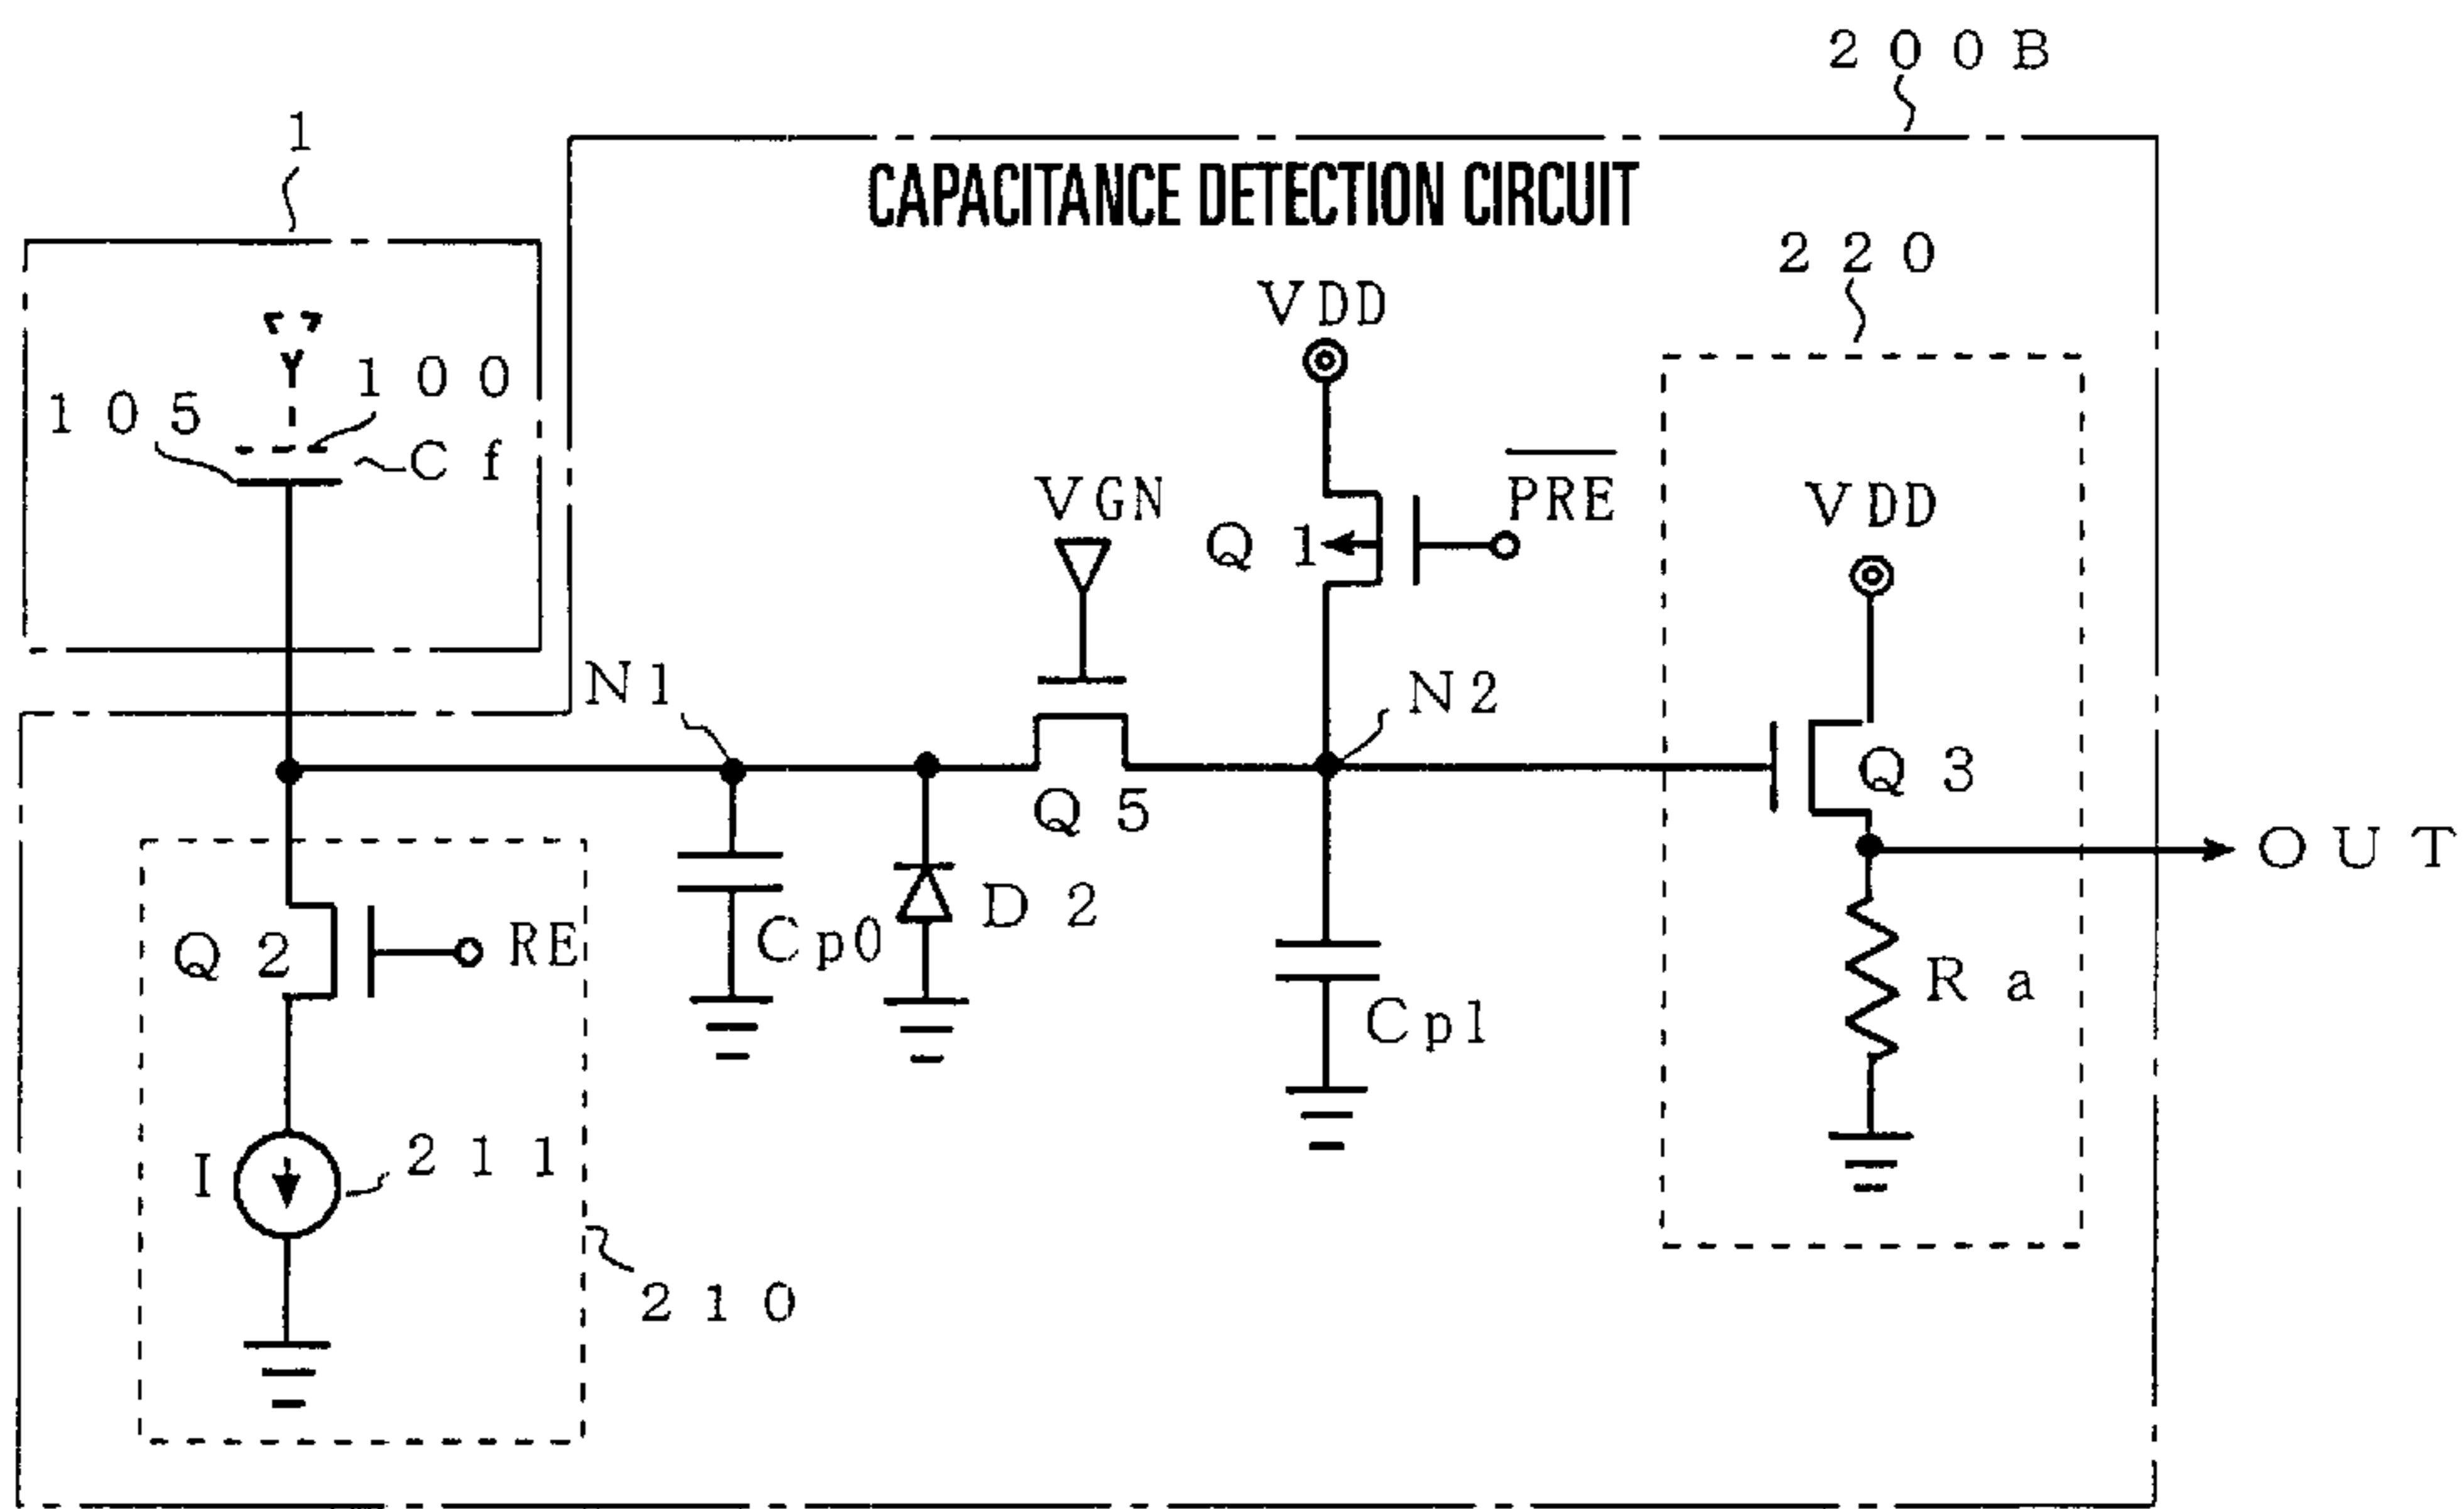 200B
1
CAPACITANCE DETECTION CIRCUIT
220
VDD
100
105
Cf
VGN
PRE
Q1
VDD
N1
N2
Q5
Q3
OUT
D2
Cp0
Q2
RE
Ra
Cp1
211
I
210